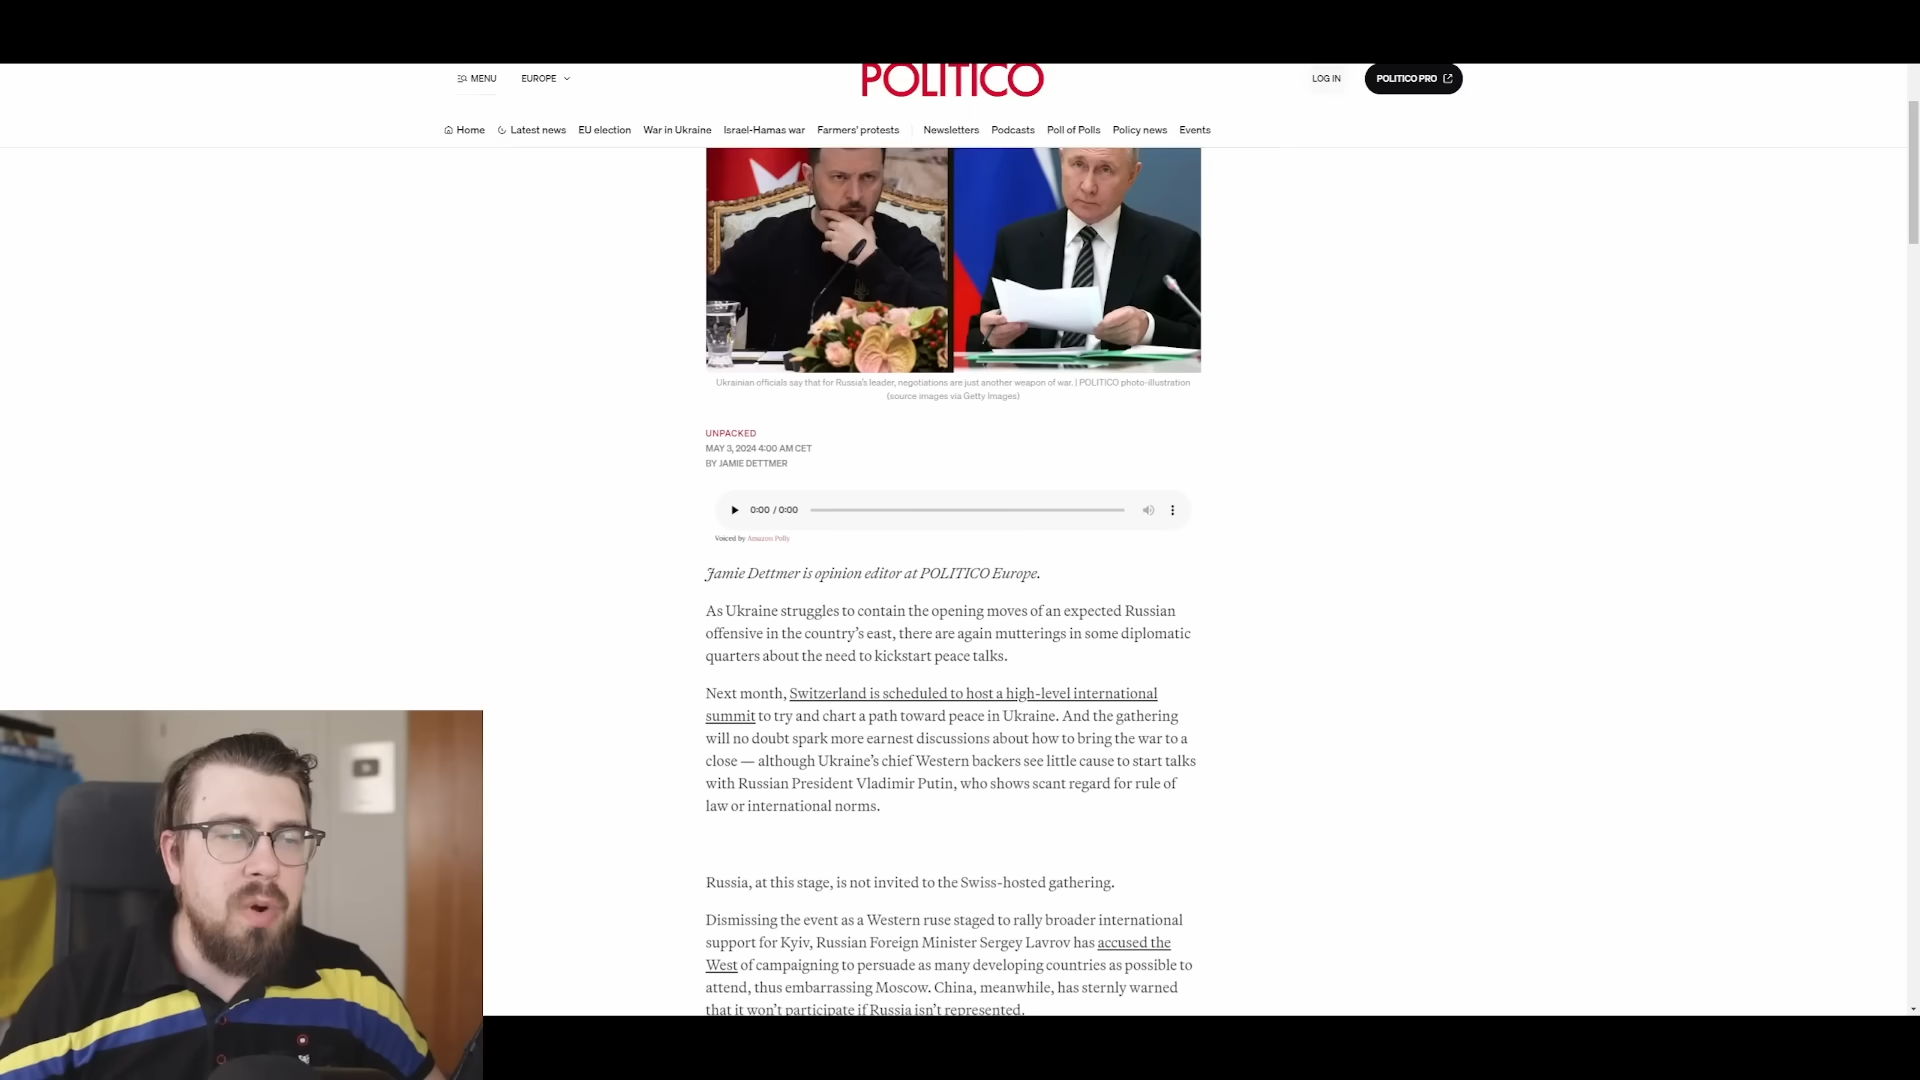 POLITICO
MENU
EUROPE
LOG IN
POLITICO PRO
Home Latest news EU election War in Ukraine Israel-Hamas war Farmers' protests Newsletters Podcasts Poll of Polls Policy news Events
Ukrainian officials say that for Russia's leader, negotiations are just another weapon of war. | POLITICO photo-illustration
(source images via Getty Images)
UNPACKED
MAY 3, 2024 4:00 AM CET
BY JAMIE DETTMER
0:00 / 0:00
Voiced by Amazon Polly
Jamie Dettmer is opinion editor at POLITICO Europe.
As Ukraine struggles to contain the opening moves of an expected Russian
offensive in the country's east, there are again mutterings in some diplomatic
quarters about the need to kickstart peace talks.
Next month, Switzerland is scheduled to host a high-level international
summit to try and chart a path toward peace in Ukraine. And the gathering
will no doubt spark more earnest discussions about how to bring the war to a
close — although Ukraine's chief Western backers see little cause to start talks
with Russian President Vladimir Putin, who shows scant regard for rule of
law or international norms.
Russia, at this stage, is not invited to the Swiss-hosted gathering.
Dismissing the event as a Western ruse staged to rally broader international
support for Kyiv, Russian Foreign Minister Sergey Lavrov has accused the
West of campaigning to persuade as many developing countries as possible to
attend, thus embarrassing Moscow. China, meanwhile, has sternly warned
that it won't participate if Russia isn't represented.